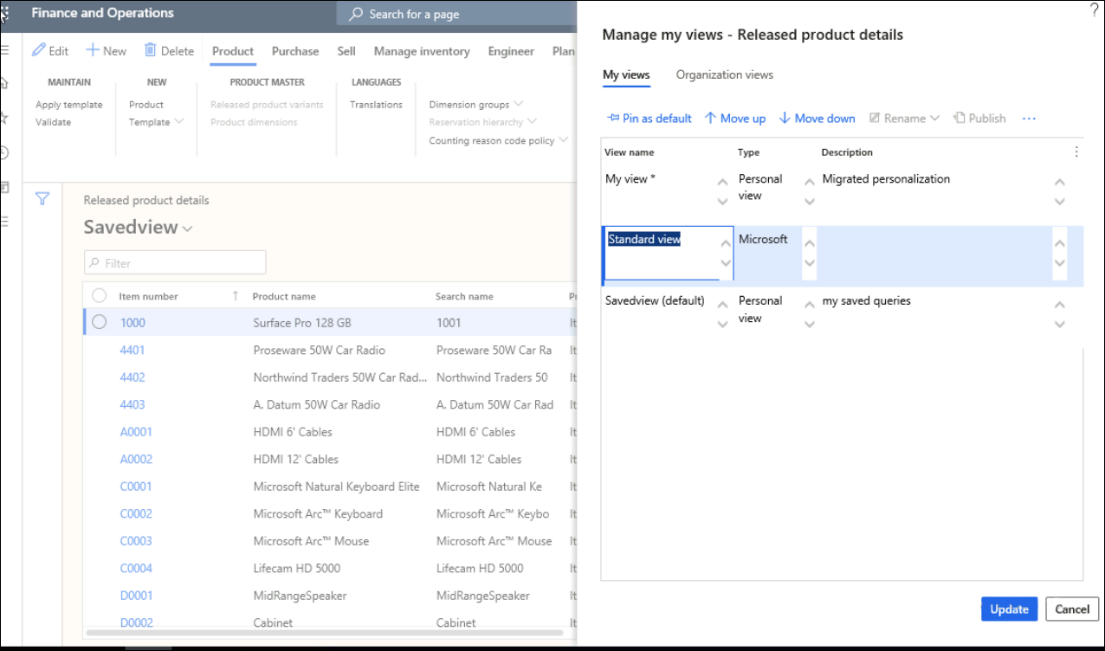 Finance and Operations
Search for a page
?
Edit New Delete Product Purchase Sell Manage inventory Engineer Plan
MAINTAIN NEW PRODUCT MASTER LANGUAGES
Apply template Product Released product variants Translations Dimension groups
Validate Template Product dimensions Reservation hierarchy
Counting reason code policy
Released product details
Savedview
Filter
Item number Product name Search name
1000 Surface Pro 128 GB 1001 It
4401 Proseware 50W Car Radio Proseware 50W Car Ra It
4402 Northwind Traders 50W Car Rad... Northwind Traders 50 It
4403 A. Datum 50W Car Radio A. Datum 50W Car Rad It
A0001 HDMI 6' Cables HDMI 6' Cables It
A0002 HDMI 12' Cables HDMI 12' Cables It
C0001 Microsoft Natural Keyboard Elite Microsoft Natural Ke It
C0002 Microsoft Arc™ Keyboard Microsoft Arc™ Keybo It
C0003 Microsoft Arc™ Mouse Microsoft Arc™ Mouse It
C0004 Lifecam HD 5000 Lifecam HD 5000 It
D0001 MidRangeSpeaker MidRangeSpeaker It
D0002 Cabinet Cabinet It
Manage my views - Released product details
My views Organization views
Pin as default Move up Move down Rename Publish ...
View name Type Description
My view * Personal view Migrated personalization
Standard view Microsoft
Savedview (default) Personal view my saved queries
Update Cancel